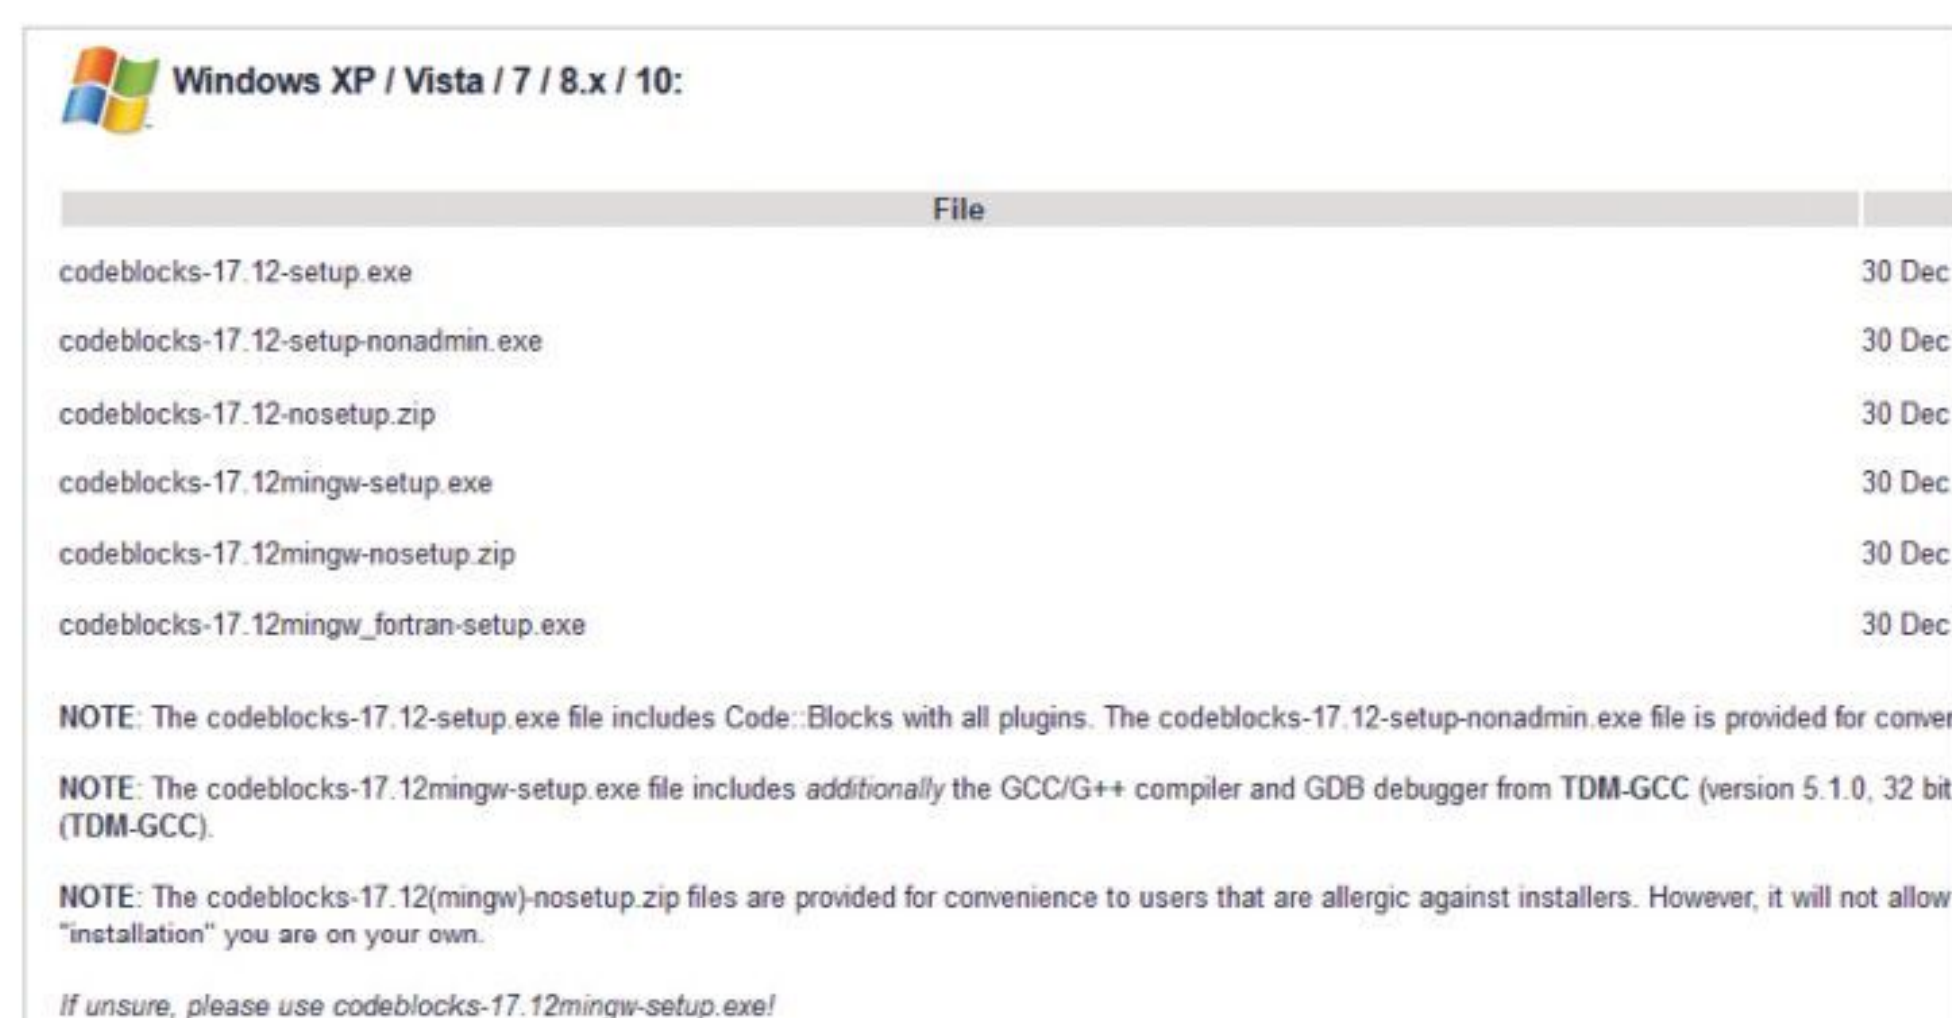 Windows XP / Vista / 7 / 8.x / 10:
File
codeblocks-17.12-setup.exe 30 Dec
codeblocks-17.12-setup-nonadmin.exe 30 Dec
codeblocks-17.12-nosetup.zip 30 Dec
codeblocks-17.12mingw-setup.exe 30 Dec
codeblocks-17.12mingw-nosetup.zip 30 Dec
codeblocks-17.12mingw_fortran-setup.exe 30 Dec
NOTE: The codeblocks-17.12-setup.exe file includes Code::Blocks with all plugins. The codeblocks-17.12-setup-nonadmin.exe file is provided for conver
NOTE: The codeblocks-17.12mingw-setup.exe file includes additionally the GCC/G++ compiler and GDB debugger from TDM-GCC (version 5.1.0, 32 bit
(TDM-GCC).
NOTE: The codeblocks-17.12(mingw)-nosetup.zip files are provided for convenience to users that are allergic against installers. However, it will not allow
"installation" you are on your own.
If unsure, please use codeblocks-17.12mingw-setup.exe!